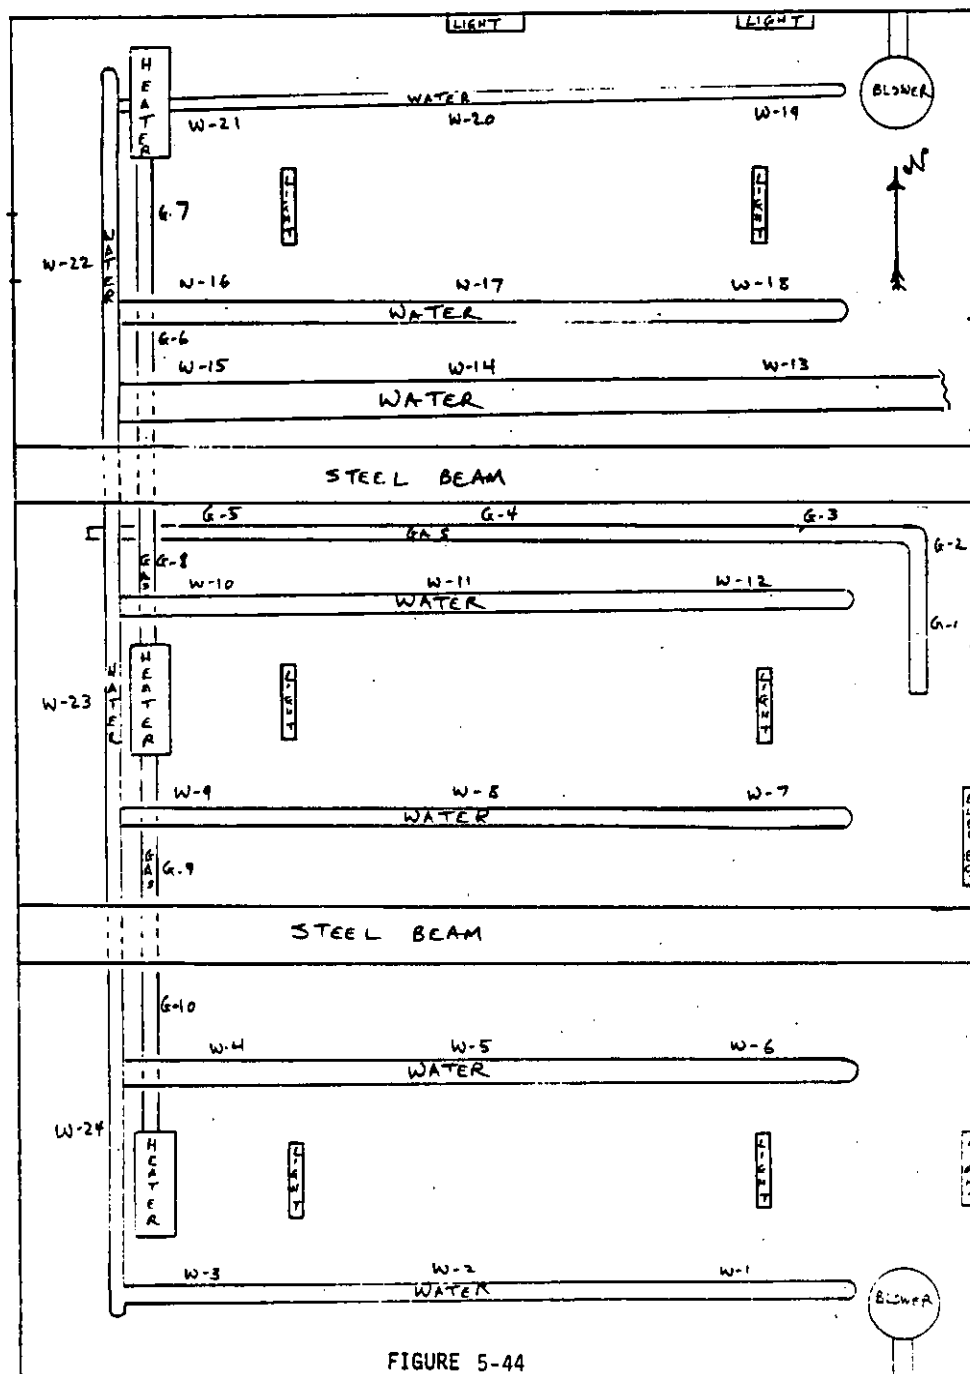 LIGHT LIGHT
HEATER
WATER
BLOWER
W-21 W-20 W-19
N
LIGHT LIGHT
G-7
WATER
W-22
W-16 W-17 W-18
WATER
G-6
W-15 W-14 W-13
WATER
STEEL BEAM
G-5 G-4 G-3
GAS
G-2
GAS G-8
W-10 W-11 W-12
WATER
G-1
HEATER
WATER
W-23
LIGHT LIGHT
W-9 W-8 W-7
WATER
GAS
G-9
STEEL BEAM
G-10
W-4 W-5 W-6
WATER
W-24
HEATER
LIGHT LIGHT
W-3 W-2 W-1
WATER
BLOWER
FIGURE 5-44